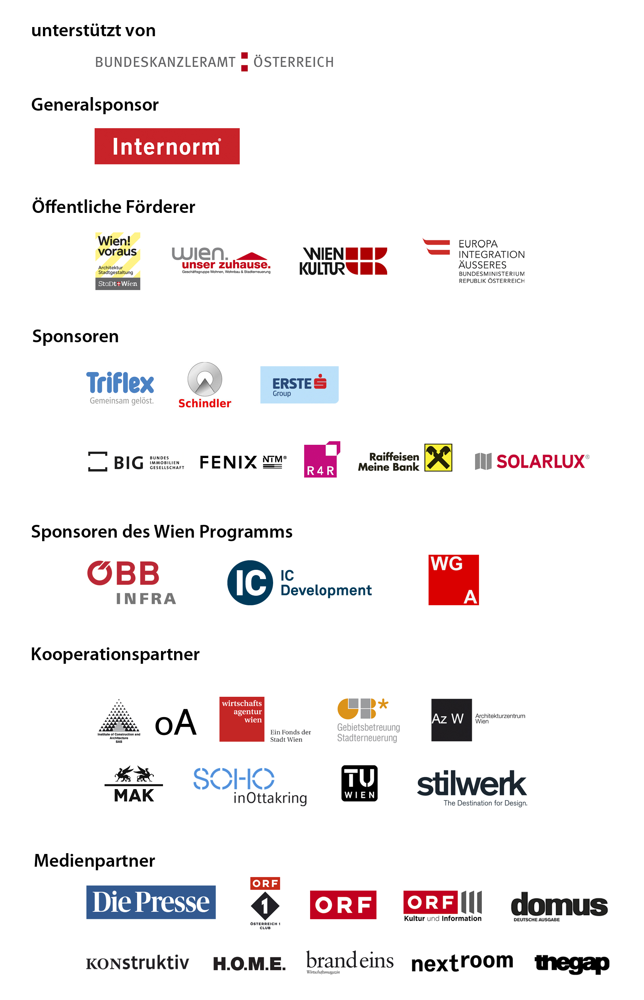 unterstützt von
BUNDESKANZLERAMT ÖSTERREICH
Generalsponsor
Internorm®
Öffentliche Förderer
Wien!
voraus
Architektur
Stadtgestaltung
StaDt Wien
wien.
unser zuhause.
Geschäftsgruppe Wohnen, Wohnbau & Stadterneuerung
WIEN
KULTUR
EUROPA
INTEGRATION
ÄUSSERES
BUNDESMINISTERIUM
REPUBLIK ÖSTERREICH
Sponsoren
Triflex
Gemeinsam gelöst.
Schindler
ERSTE
Group
BIG
BUNDES
IMMOBILIEN
GESELLSCHAFT
FENIX NTM®
R4R
Raiffeisen
Meine Bank
SOLARLUX®
Sponsoren des Wien Programms
ÖBB
INFRA
IC
IC
Development
WG
A
Kooperationspartner
Institute of Construction and
Architecture
SAS
oA
wirtschafts
agentur
wien
Ein Fonds der
Stadt Wien
GB*
Gebietsbetreuung
Stadterneuerung
Az W
Architekturzentrum
Wien
MAK
SOHO
inOttakring
TU
WIEN
stilwerk
The Destination for Design.
Medienpartner
Die Presse
ORF
1
ÖSTERREICH 1
CLUB
ORF
ORF III
Kultur und Information
domus
DEUTSCHE AUSGABE
KONstruktiv
H.O.M.E.
brand eins
Wirtschaftsmagazin
nextroom
thegap